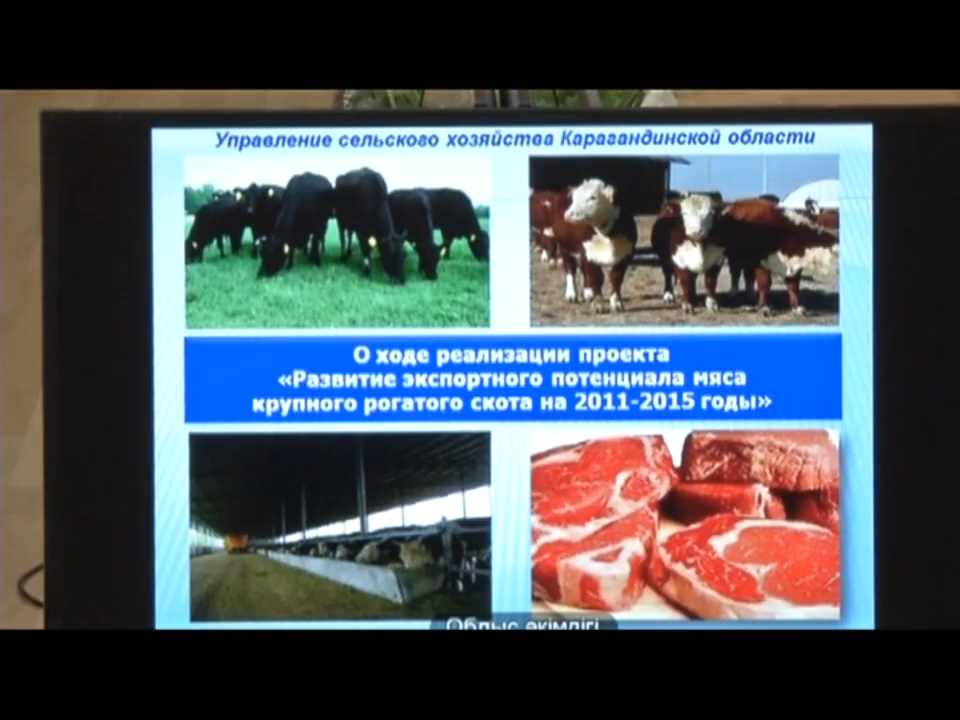 Управление сельского хозяйства Карагандинской области
О ходе реализации проекта
«Развитие экспортного потенциала мяса
крупного рогатого скота на 2011-2015 годы»
Облыс әкімдігі